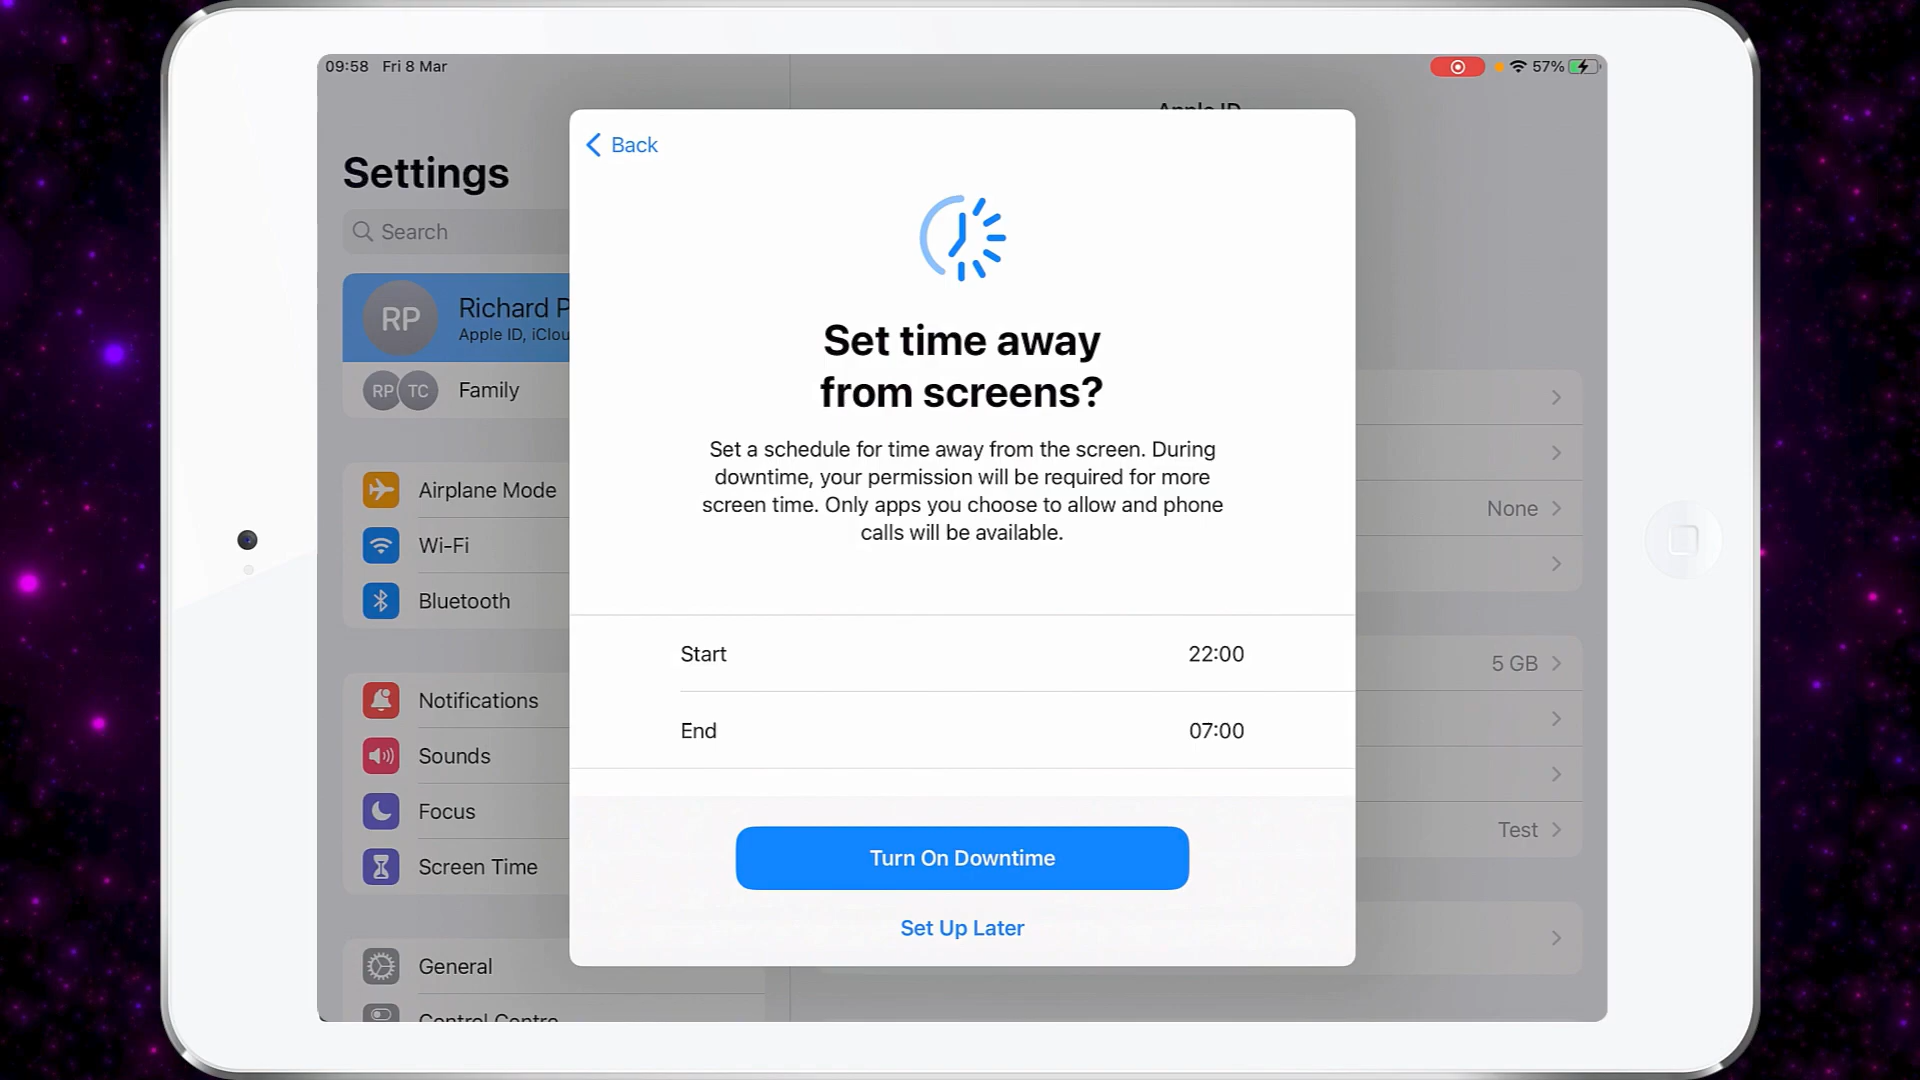 09:58 Fri 8 Mar
57%
Apple ID
Back
Settings
Search
RP
Richard P
Apple ID, iClou
RP TC
Family
Airplane Mode
Wi-Fi
Bluetooth
Notifications
Sounds
Focus
Screen Time
General
Control Centre
Set time away
from screens?
Set a schedule for time away from the screen. During
downtime, your permission will be required for more
screen time. Only apps you choose to allow and phone
calls will be available.
Start 22:00
End 07:00
Turn On Downtime
Set Up Later
None
5 GB
Test